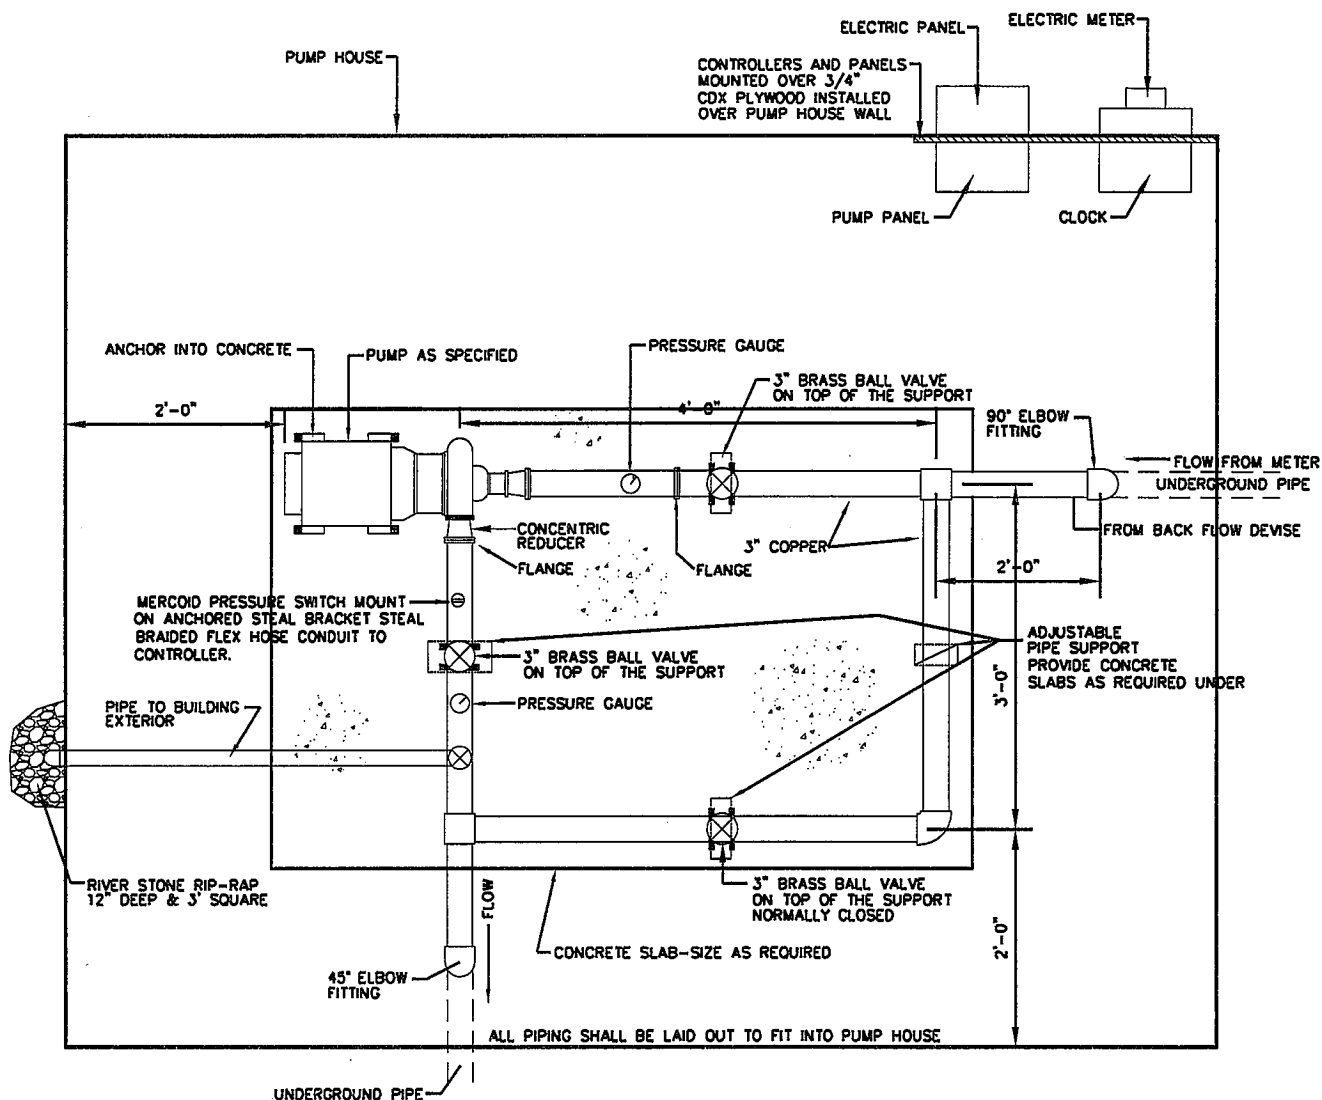 ELECTRIC PANEL
ELECTRIC METER
PUMP HOUSE
CONTROLLERS AND PANELS
MOUNTED OVER 3/4"
CDX PLYWOOD INSTALLED
OVER PUMP HOUSE WALL
PUMP PANEL
CLOCK
ANCHOR INTO CONCRETE
PUMP AS SPECIFIED
PRESSURE GAUGE
3" BRASS BALL VALVE
ON TOP OF THE SUPPORT
2'-0"
4'-0"
90° ELBOW
FITTING
FLOW FROM METER
UNDERGROUND PIPE
FROM BACK FLOW DEVISE
CONCENTRIC
REDUCER
FLANGE
FLANGE
3" COPPER
2'-0"
MERCOID PRESSURE SWITCH MOUNT
ON ANCHORED STEAL BRACKET STEAL
BRAIDED FLEX HOSE CONDUIT TO
CONTROLLER.
3" BRASS BALL VALVE
ON TOP OF THE SUPPORT
ADJUSTABLE
PIPE SUPPORT
PROVIDE CONCRETE
SLABS AS REQUIRED UNDER
3'-0"
PIPE TO BUILDING
EXTERIOR
PRESSURE GAUGE
RIVER STONE RIP-RAP
12" DEEP & 3' SQUARE
FLOW
3" BRASS BALL VALVE
ON TOP OF THE SUPPORT
NORMALLY CLOSED
2'-0"
CONCRETE SLAB-SIZE AS REQUIRED
45° ELBOW
FITTING
ALL PIPING SHALL BE LAID OUT TO FIT INTO PUMP HOUSE
UNDERGROUND PIPE